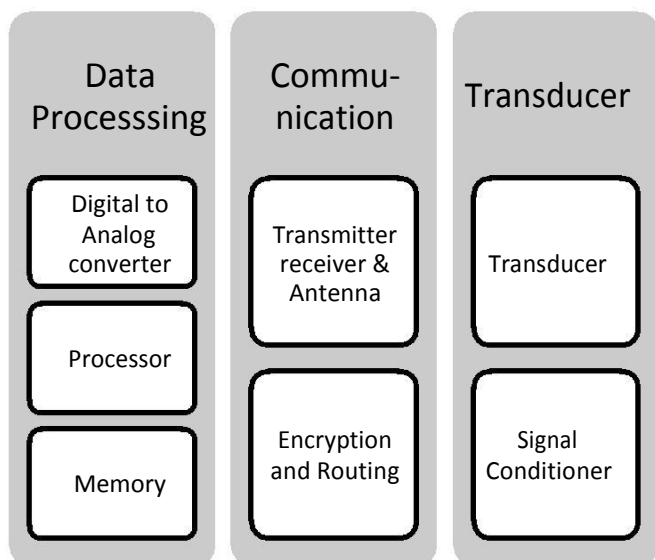 Data
Processsing
Digital to
Analog
converter
Processor
Memory
Commu-
nication
Transmitter
receiver &
Antenna
Encryption
and Routing
Transducer
Transducer
Signal
Conditioner